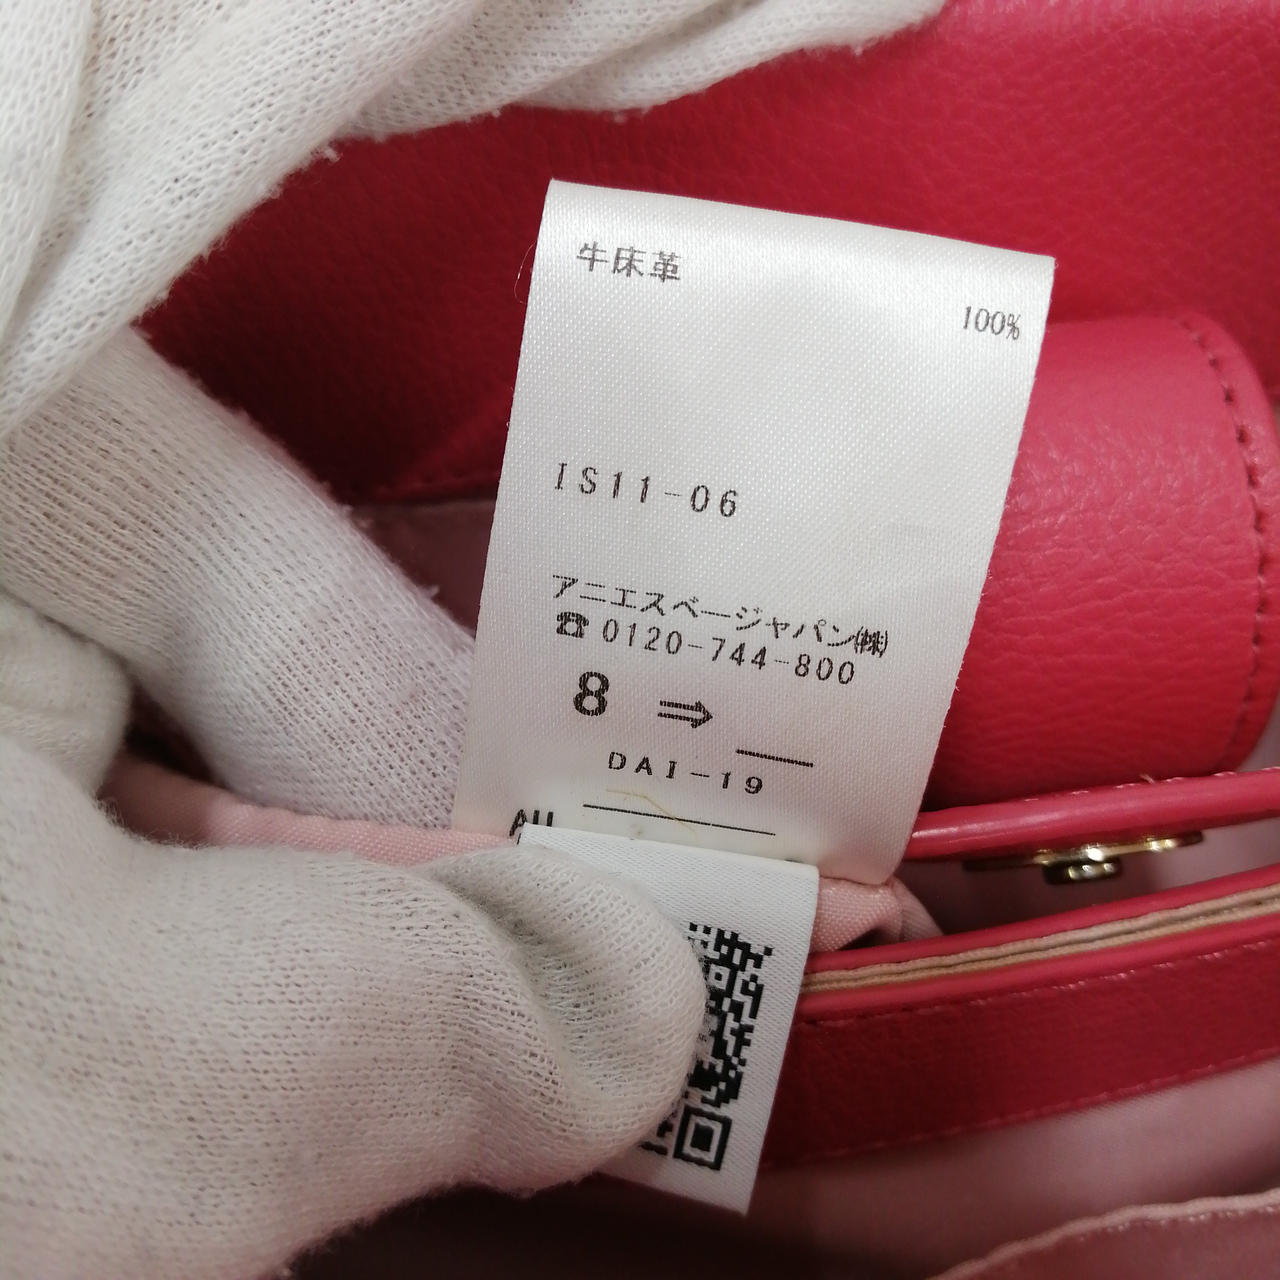 牛床革
100%
IS11-06
アニエスベージャパン㈱
☎0120-744-800
8 ⇒
DAI-19